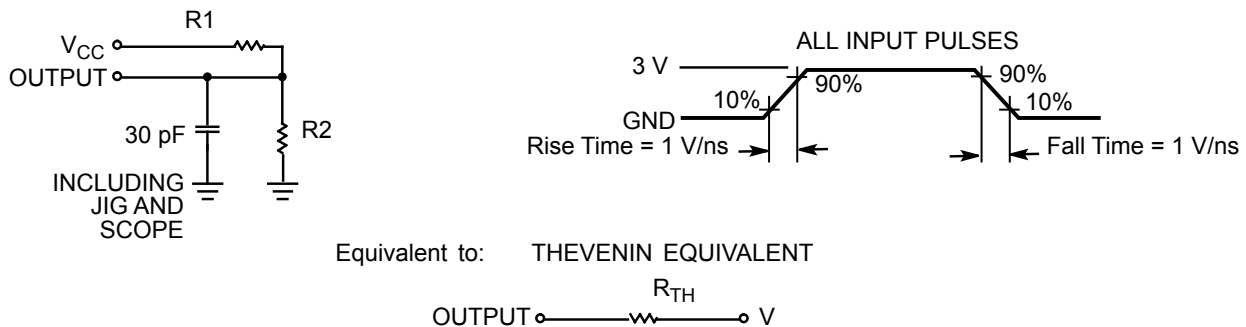 R1
V_CC
OUTPUT
30 pF
R2
INCLUDING
JIG AND
SCOPE
ALL INPUT PULSES
3 V
90%
90%
10%
10%
GND
Rise Time = 1 V/ns
Fall Time = 1 V/ns
Equivalent to: THEVENIN EQUIVALENT
R_TH
OUTPUT
V